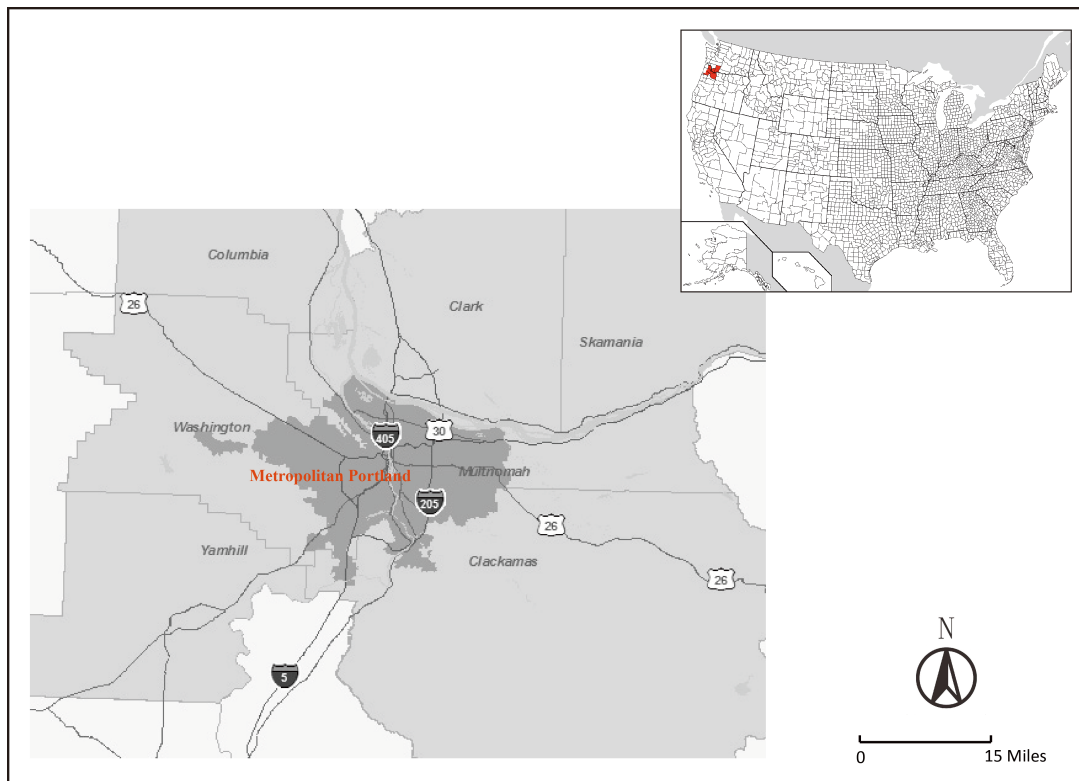 Columbia
26
Clark
Skamania
Washington
405
30
Metropolitan Portland
Multnomah
205
26
Yamhill
Clackamas
26
5
N
0
15 Miles